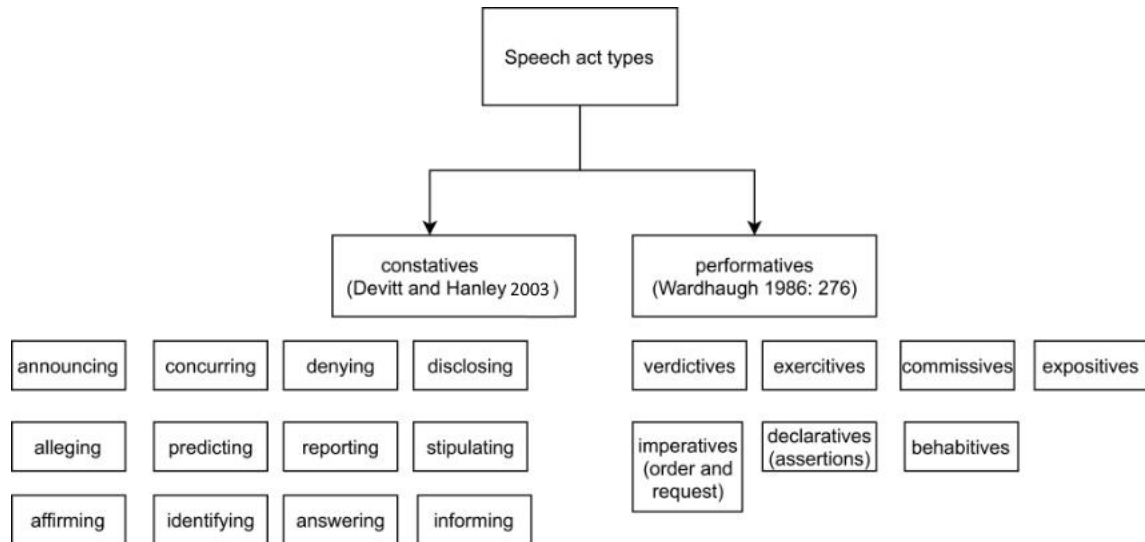 Speech act types
constatives
(Devitt and Hanley 2003)
performatives
(Wardhaugh 1986: 276)
announcing
concurring
denying
disclosing
verdictives
exercitives
commissives
expositives
alleging
predicting
reporting
stipulating
imperatives
(order and
request)
declaratives
(assertions)
behabitives
affirming
identifying
answering
informing